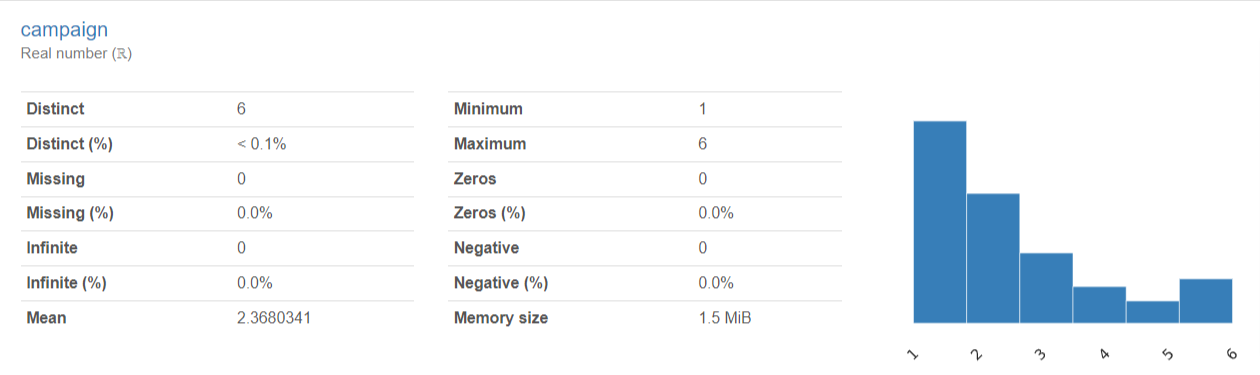 campaign
Real number (ℝ)
Distinct 6
Distinct (%) < 0.1%
Missing 0
Missing (%) 0.0%
Infinite 0
Infinite (%) 0.0%
Mean 2.3680341
Minimum 1
Maximum 6
Zeros 0
Zeros (%) 0.0%
Negative 0
Negative (%) 0.0%
Memory size 1.5 MiB
1 2 3 4 5 6